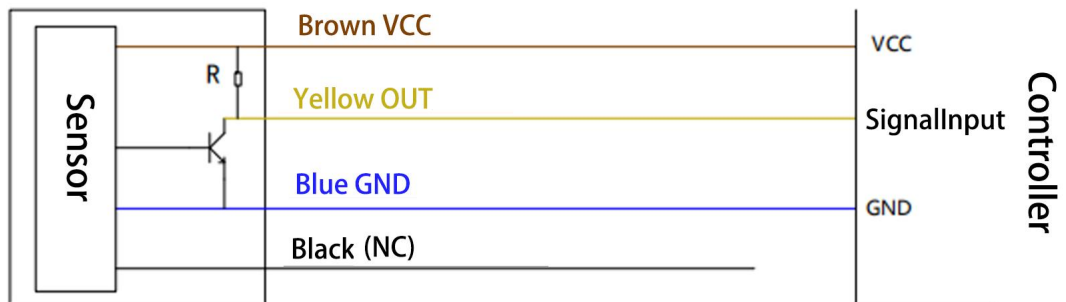 Brown VCC
VCC
R
Yellow OUT
SignalInput
Sensor
Controller
Blue GND
GND
Black (NC)